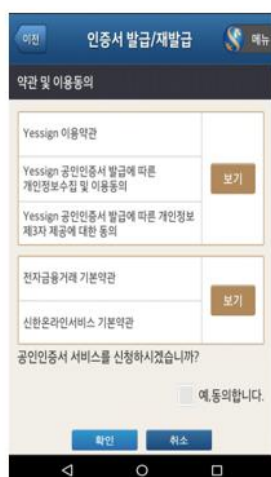 이전
인증서 발급/재발급
메뉴
약관 및 이용동의
Yessign 이용약관
Yessign 공인인증서 발급에 따른
개인정보수집 및 이용동의
보기
Yessign 공인인증서 발급에 따른 개인정보
제3자 제공에 대한 동의
전자금융거래 기본약관
보기
신한온라인서비스 기본약관
공인인증서 서비스를 신청하시겠습니까?
예,동의합니다.
확인
취소